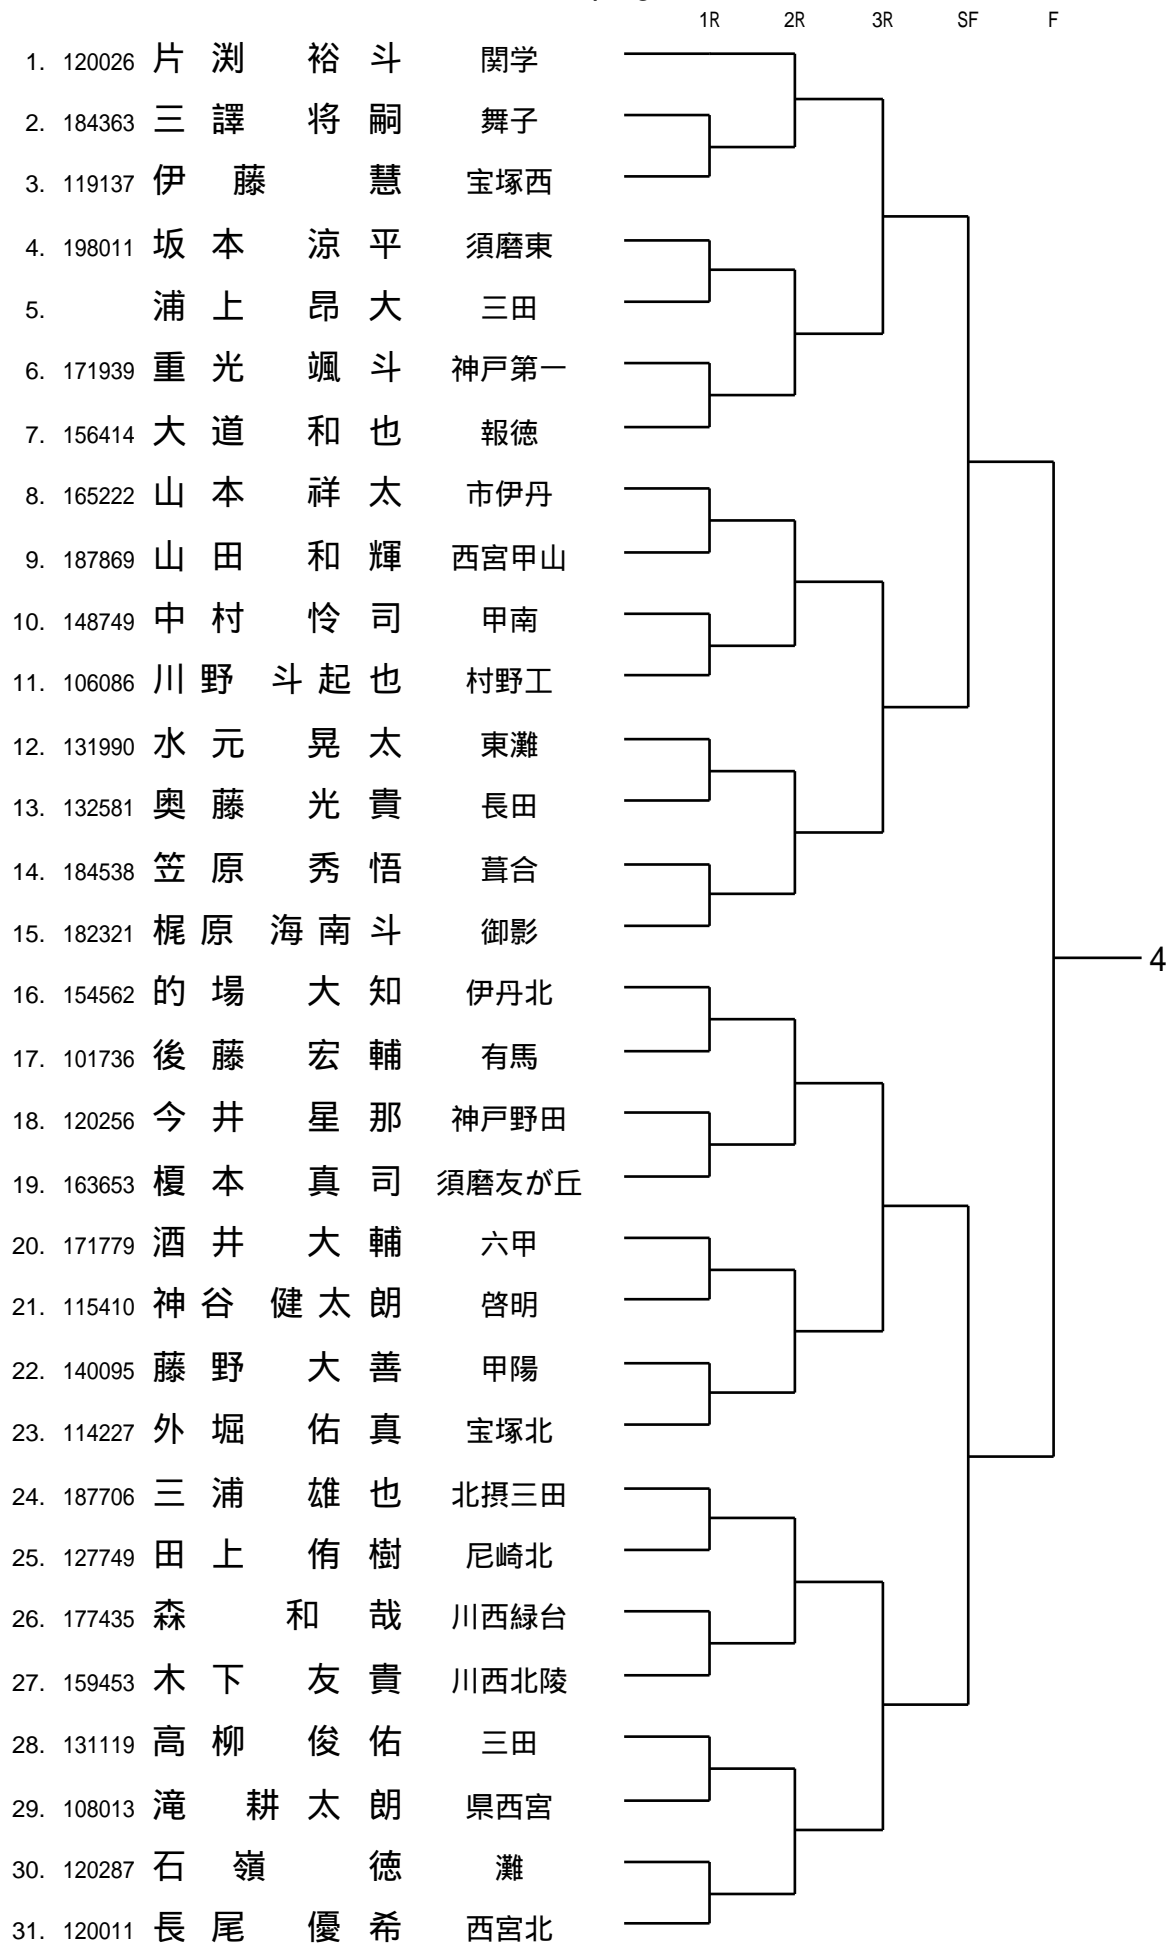 1R 2R 3R SF F
1. 120026 片渕 裕斗 関学
2. 184363 三譯 将嗣 舞子
3. 119137 伊藤 慧 宝塚西
4. 198011 坂本 涼平 須磨東
5. 浦上 昂大 三田
6. 171939 重光 颯斗 神戸第一
7. 156414 大道 和也 報徳
8. 165222 山本 祥太 市伊丹
9. 187869 山田 和輝 西宮甲山
10. 148749 中村 怜司 甲南
11. 106086 川野 斗起也 村野工
12. 131990 水元 晃太 東灘
13. 132581 奥藤 光貴 長田
14. 184538 笠原 秀悟 葺合
15. 182321 梶原 海南斗 御影
4
16. 154562 的場 大知 伊丹北
17. 101736 後藤 宏輔 有馬
18. 120256 今井 星那 神戸野田
19. 163653 榎本 真司 須磨友が丘
20. 171779 酒井 大輔 六甲
21. 115410 神谷 健太朗 啓明
22. 140095 藤野 大善 甲陽
23. 114227 外堀 佑真 宝塚北
24. 187706 三浦 雄也 北摂三田
25. 127749 田上 侑樹 尼崎北
26. 177435 森 和哉 川西緑台
27. 159453 木下 友貴 川西北陵
28. 131119 高柳 俊佑 三田
29. 108013 滝 耕太朗 県西宮
30. 120287 石嶺 徳 灘
31. 120011 長尾 優希 西宮北